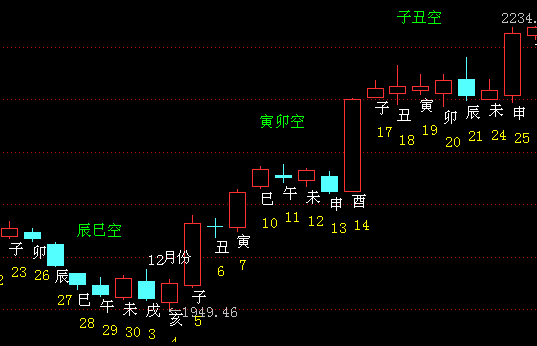 子丑空
2234.
寅卯空
辰巳空
12月份
1949.46
子 卯 辰 巳 午 未 戌 亥 子 丑 寅 巳 午 未 申 酉 子 丑 寅 卯 辰 未 申
23 26 27 28 29 30 3 4 5 6 7 10 11 12 13 14 17 18 19 20 21 24 25